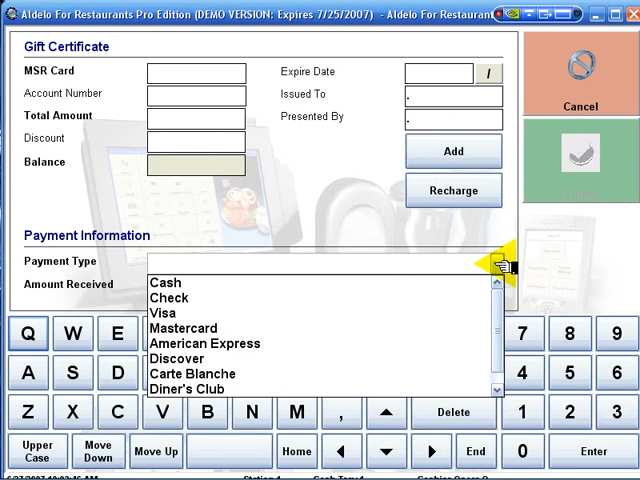 Aldelo For Restaurants Pro Edition (DEMO VERSION: Expires 7/25/2007) - Aldelo For Restaurant
Gift Certificate
MSR Card
Expire Date
/
Account Number
Issued To
.
Total Amount
Presented By
.
Discount
Balance
Add
Recharge
Cancel
Payment Information
Payment Type
Amount Received
Cash
Check
Visa
Mastercard
American Express
Discover
Carte Blanche
Diner's Club
Q W E 7 8 9
A S D 4 5 6
Z X C V B N M , Delete 1 2 3
Upper Case Move Down Move Up Home End 0 Enter